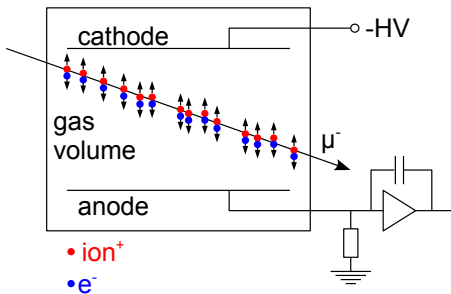 cathode
-HV
gas
volume
μ-
anode
ion+
e-